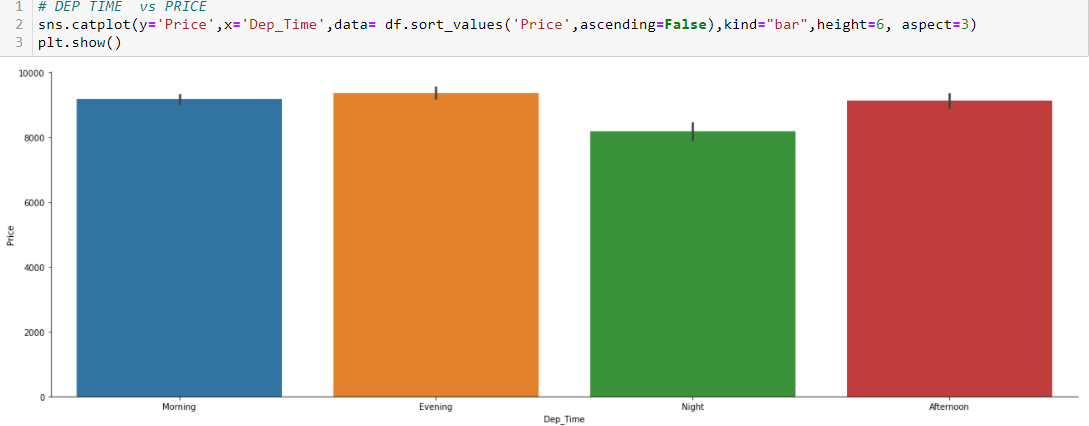 1 # DEP TIME  vs PRICE
2 sns.catplot(y='Price',x='Dep_Time',data= df.sort_values('Price',ascending=False),kind="bar",height=6, aspect=3)
3 plt.show()
10000
8000
6000
4000
2000
0
Price
Morning Evening Night Afternoon
Dep_Time